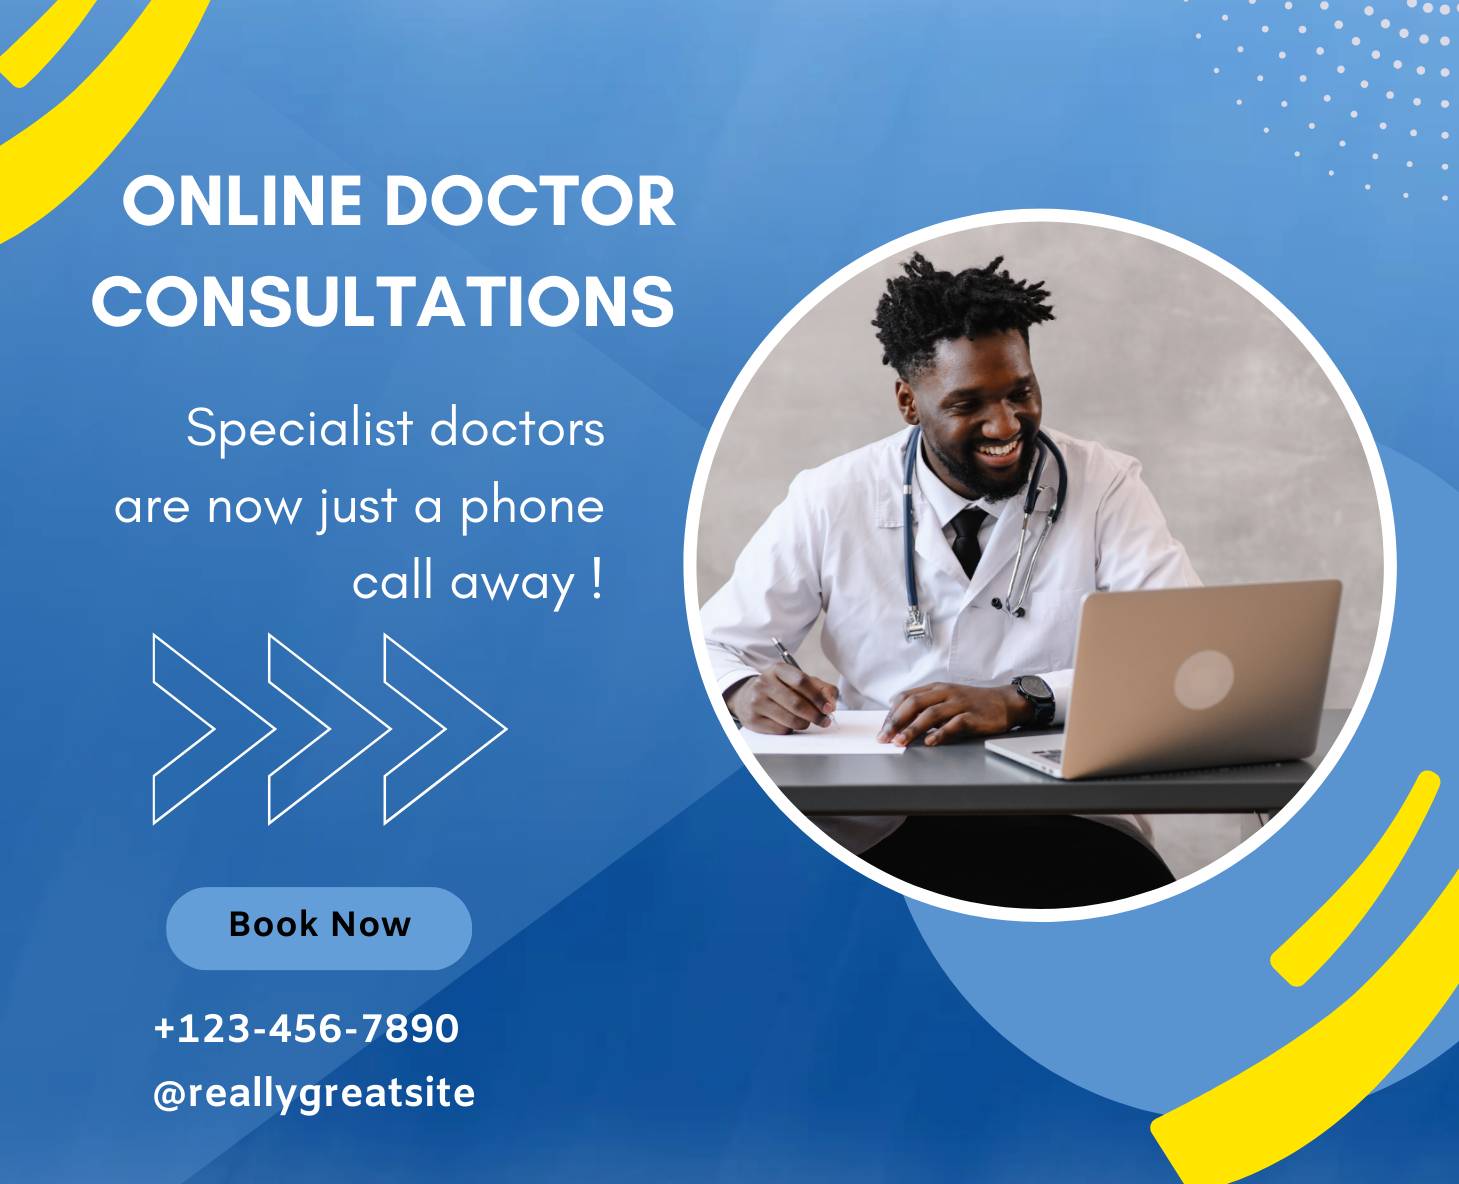 ONLINE DOCTOR
CONSULTATIONS
Specialist doctors
are now just a phone
call away !
Book Now
+123-456-7890
@reallygreatsite